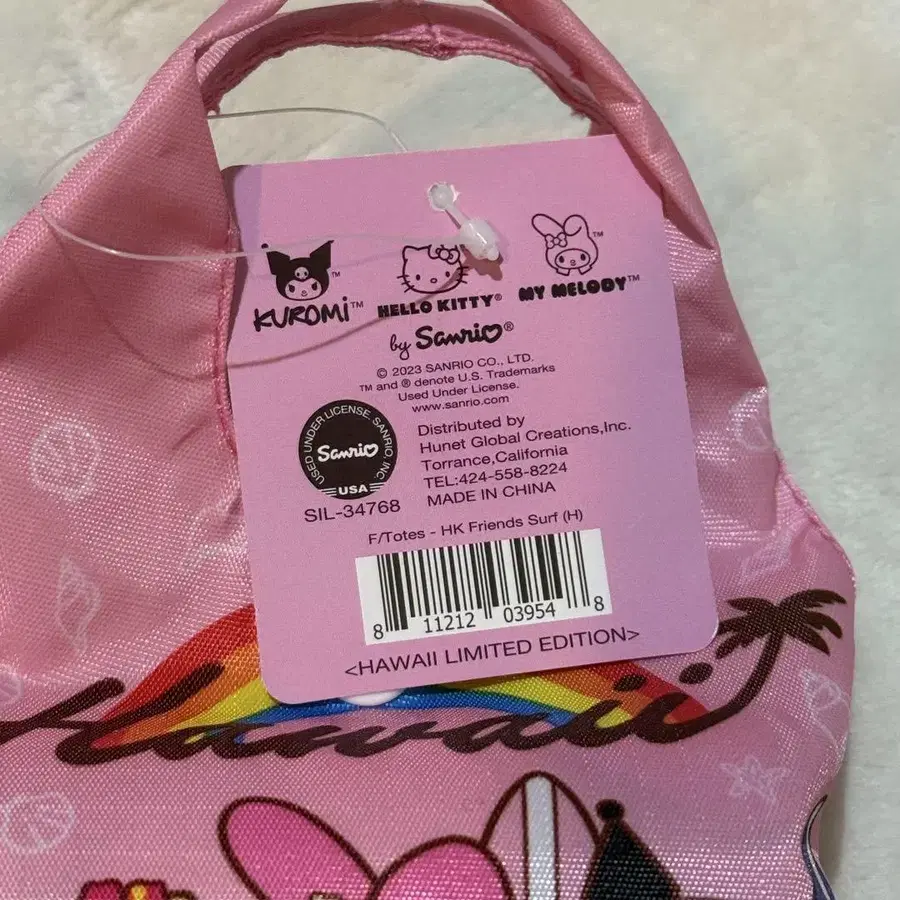 KUROMi™
HELLO KITTY®
MY MELODY™
by Sanrio®
© 2023 SANRIO CO., LTD.
™ and ® denote U.S. Trademarks
Used Under License.
www.sanrio.com
USED UNDER LICENSE. SANRIO, INC.
Sanrio
USA
SIL-34768
Distributed by
Hunet Global Creations,Inc.
Torrance,California
TEL:424-558-8224
MADE IN CHINA
F/Totes - HK Friends Surf (H)
8 11212 03954 8
<HAWAII LIMITED EDITION>
Hawaii